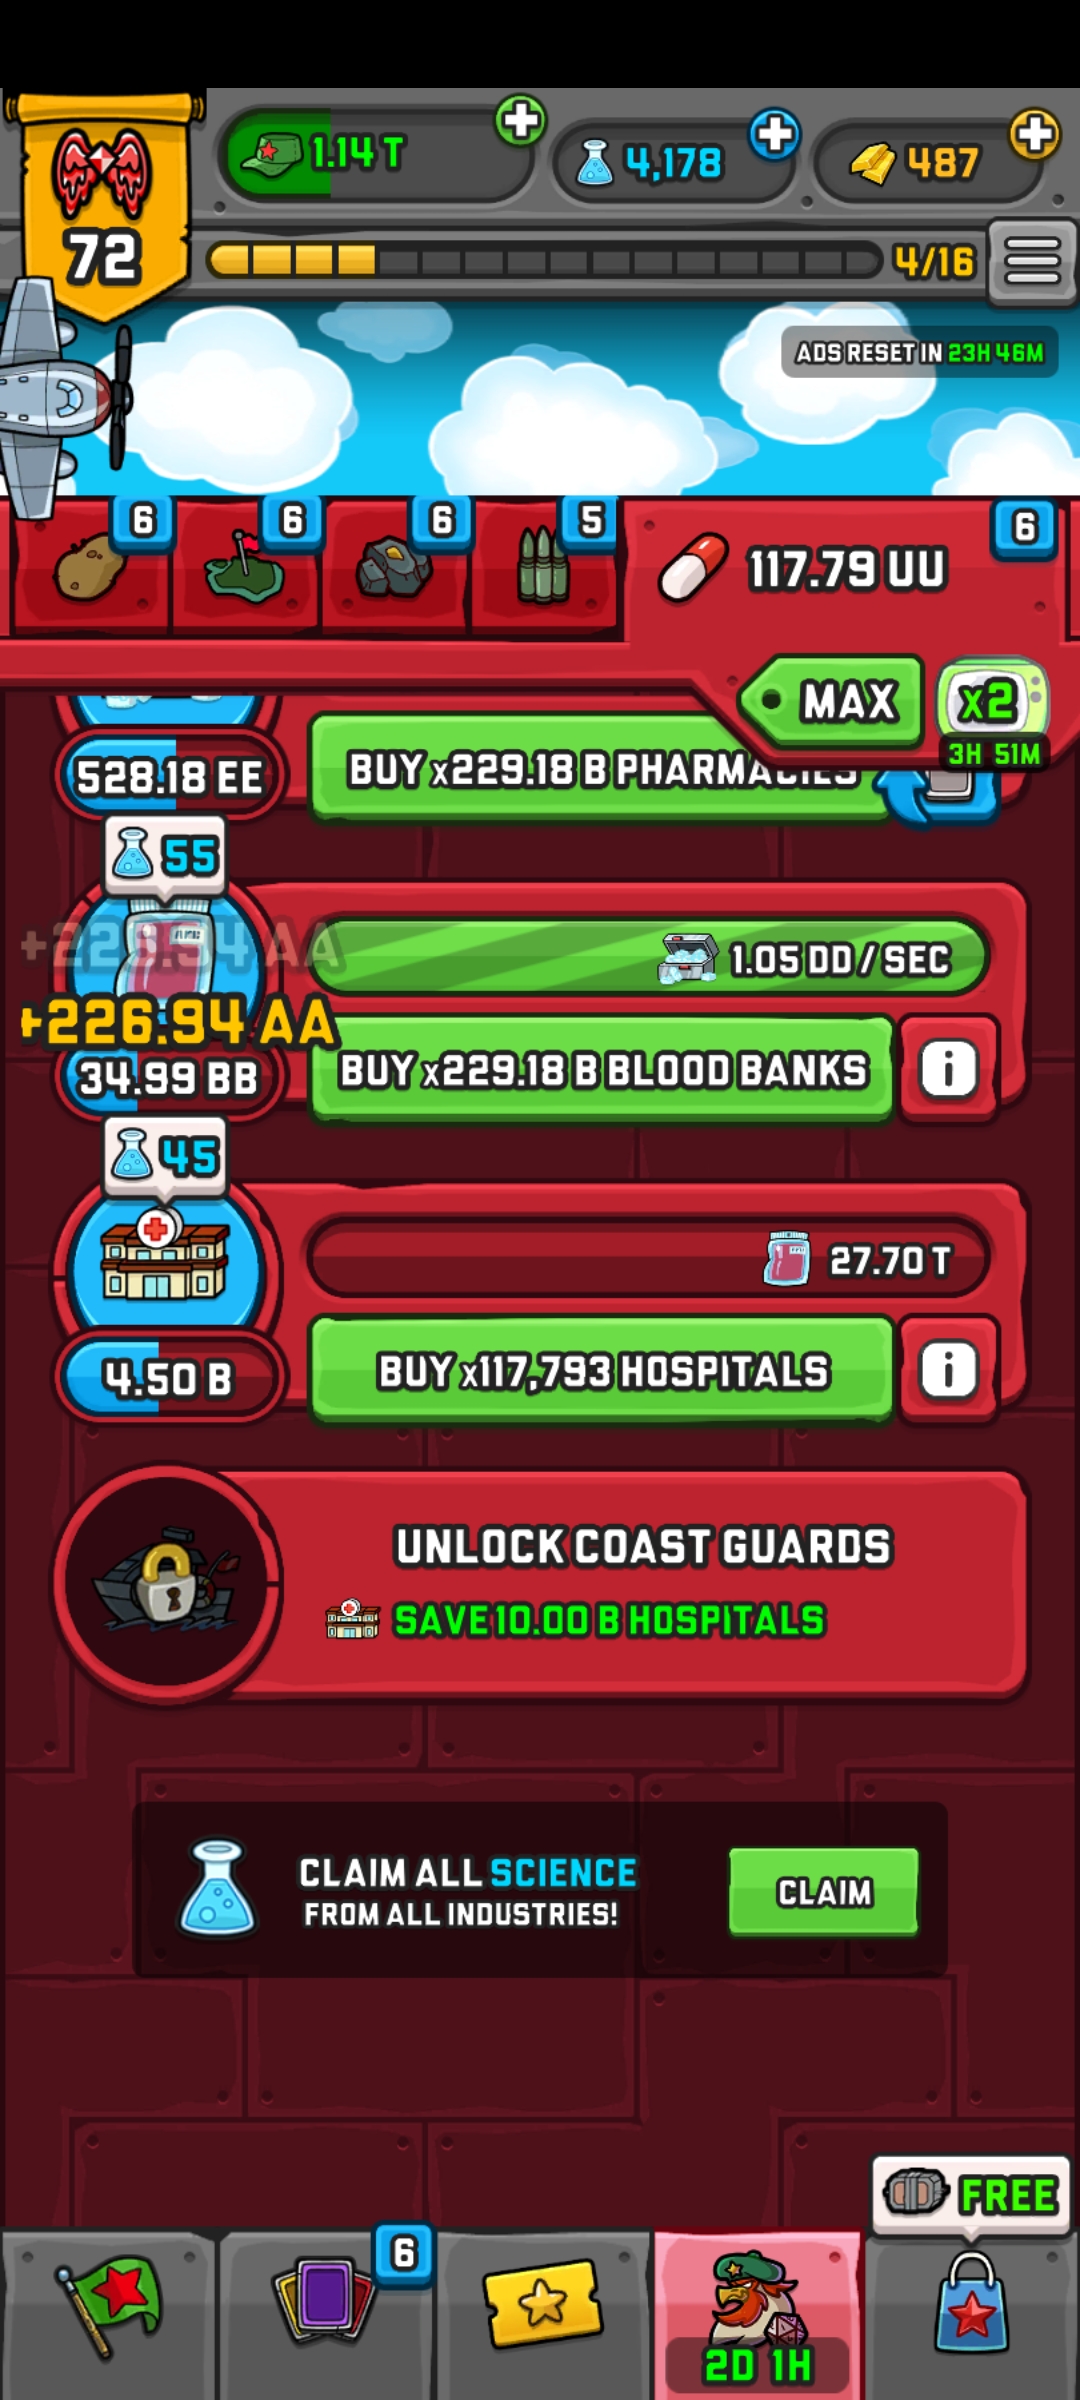 1.14 T
4,178
487
72
4/16
ADS RESET IN 23H 46M
6
6
6
5
117.79 UU
6
MAX
x2
3H 51M
528.18 EE
BUY x229.18 B PHARMACIES
55
1.05 DD / SEC
+226.94 AA
34.99 BB
BUY x229.18 B BLOOD BANKS
i
45
27.70 T
4.50 B
BUY x117,793 HOSPITALS
i
UNLOCK COAST GUARDS
SAVE 10.00 B HOSPITALS
CLAIM ALL SCIENCE
FROM ALL INDUSTRIES!
CLAIM
FREE
6
2D 1H